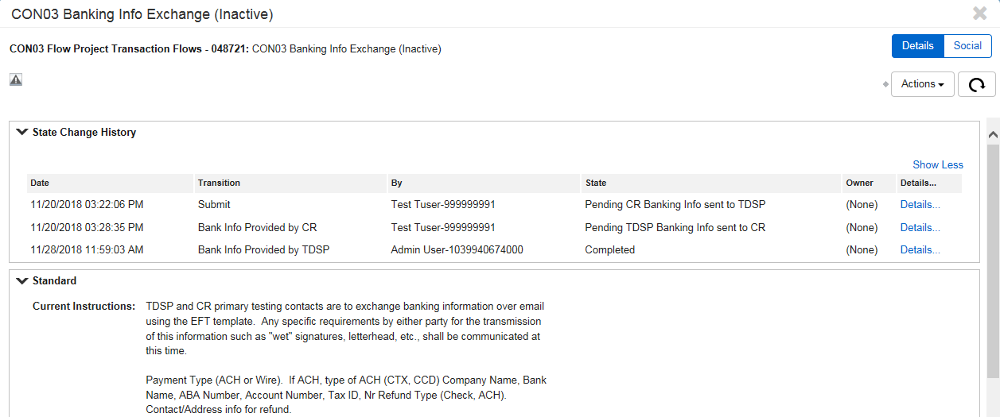 CON03 Banking Info Exchange (Inactive)
CON03 Flow Project Transaction Flows - 048721: CON03 Banking Info Exchange (Inactive)
Details Social
Actions
State Change History
Show Less
Date Transition By State Owner Details...
11/20/2018 03:22:06 PM Submit Test Tuser-999999991 Pending CR Banking Info sent to TDSP (None) Details...
11/20/2018 03:28:35 PM Bank Info Provided by CR Test Tuser-999999991 Pending TDSP Banking Info sent to CR (None) Details...
11/28/2018 11:59:03 AM Bank Info Provided by TDSP Admin User-1039940674000 Completed (None) Details...
Standard
Current Instructions: TDSP and CR primary testing contacts are to exchange banking information over email
using the EFT template.  Any specific requirements by either party for the transmission
of this information such as "wet" signatures, letterhead, etc., shall be communicated at
this time.
Payment Type (ACH or Wire).  If ACH, type of ACH (CTX, CCD) Company Name, Bank
Name, ABA Number, Account Number, Tax ID, Nr Refund Type (Check, ACH).
Contact/Address info for refund.